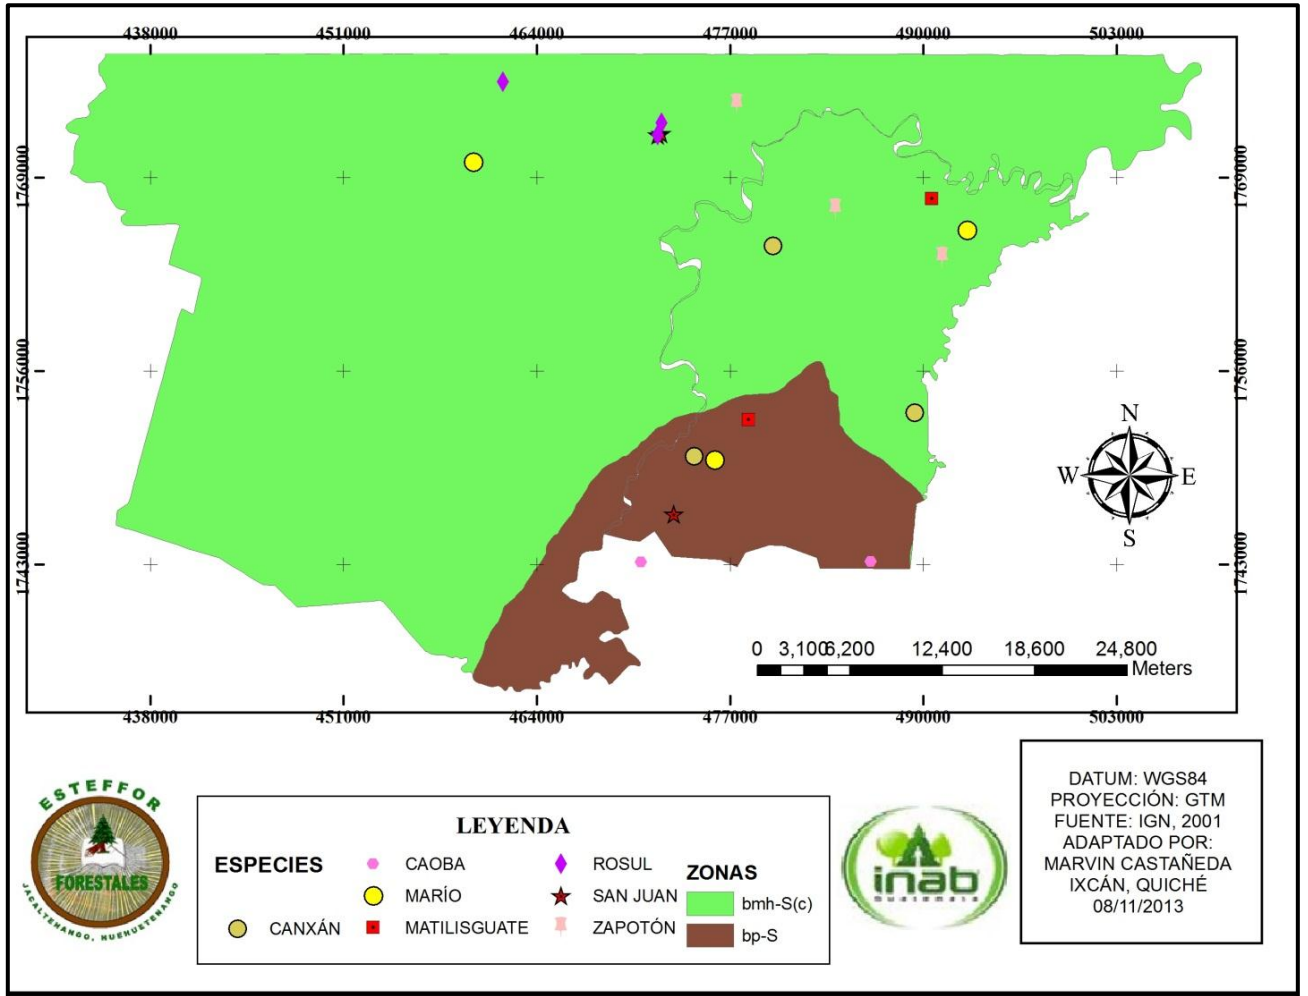 438000 451000 464000 477000 490000 503000
1769000 1769000
1756000 1756000
1743000 1743000
N
W E
S
0 3,100 6,200 12,400 18,600 24,800
Meters
438000 451000 464000 477000 490000 503000
ESTEFFOR
FORESTALES
JACALTENANGO, HUEHUETENANGO
LEYENDA
ESPECIES
CANXÁN
CAOBA
MARÍO
MATILISGUATE
ROSUL
SAN JUAN
ZAPOTÓN
ZONAS
bmh-S(c)
bp-S
inab
Guatemala
DATUM: WGS84
PROYECCIÓN: GTM
FUENTE: IGN, 2001
ADAPTADO POR:
MARVIN CASTAÑEDA
IXCÁN, QUICHÉ
08/11/2013